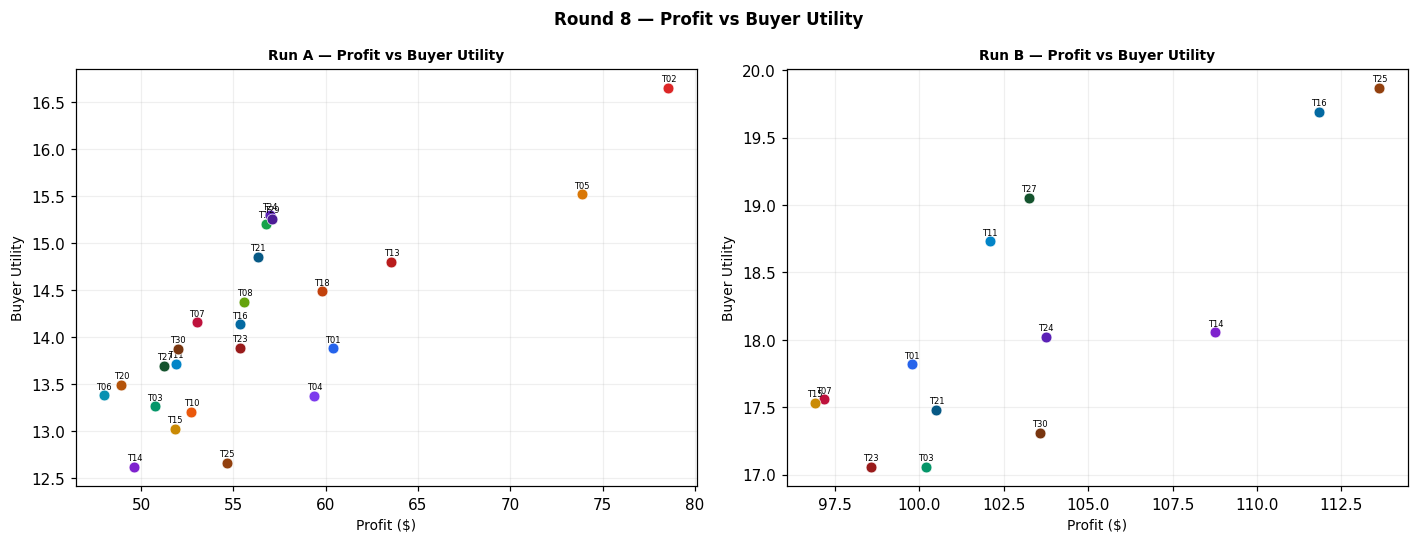 Round 8 — Profit vs Buyer Utility
Run A — Profit vs Buyer Utility
Buyer Utility
16.5
16.0
15.5
15.0
14.5
14.0
13.5
13.0
12.5
T02
T05
T24
T29
T21
T13
T18
T08
T16
T07
T23
T01
T30
T27
T11
T20
T06
T04
T03
T10
T15
T25
T14
50
55
60
65
70
75
80
Profit ($)
Run B — Profit vs Buyer Utility
Buyer Utility
20.0
19.5
19.0
18.5
18.0
17.5
17.0
T25
T16
T27
T11
T14
T24
T01
T07
T21
T30
T23
T03
97.5
100.0
102.5
105.0
107.5
110.0
112.5
Profit ($)